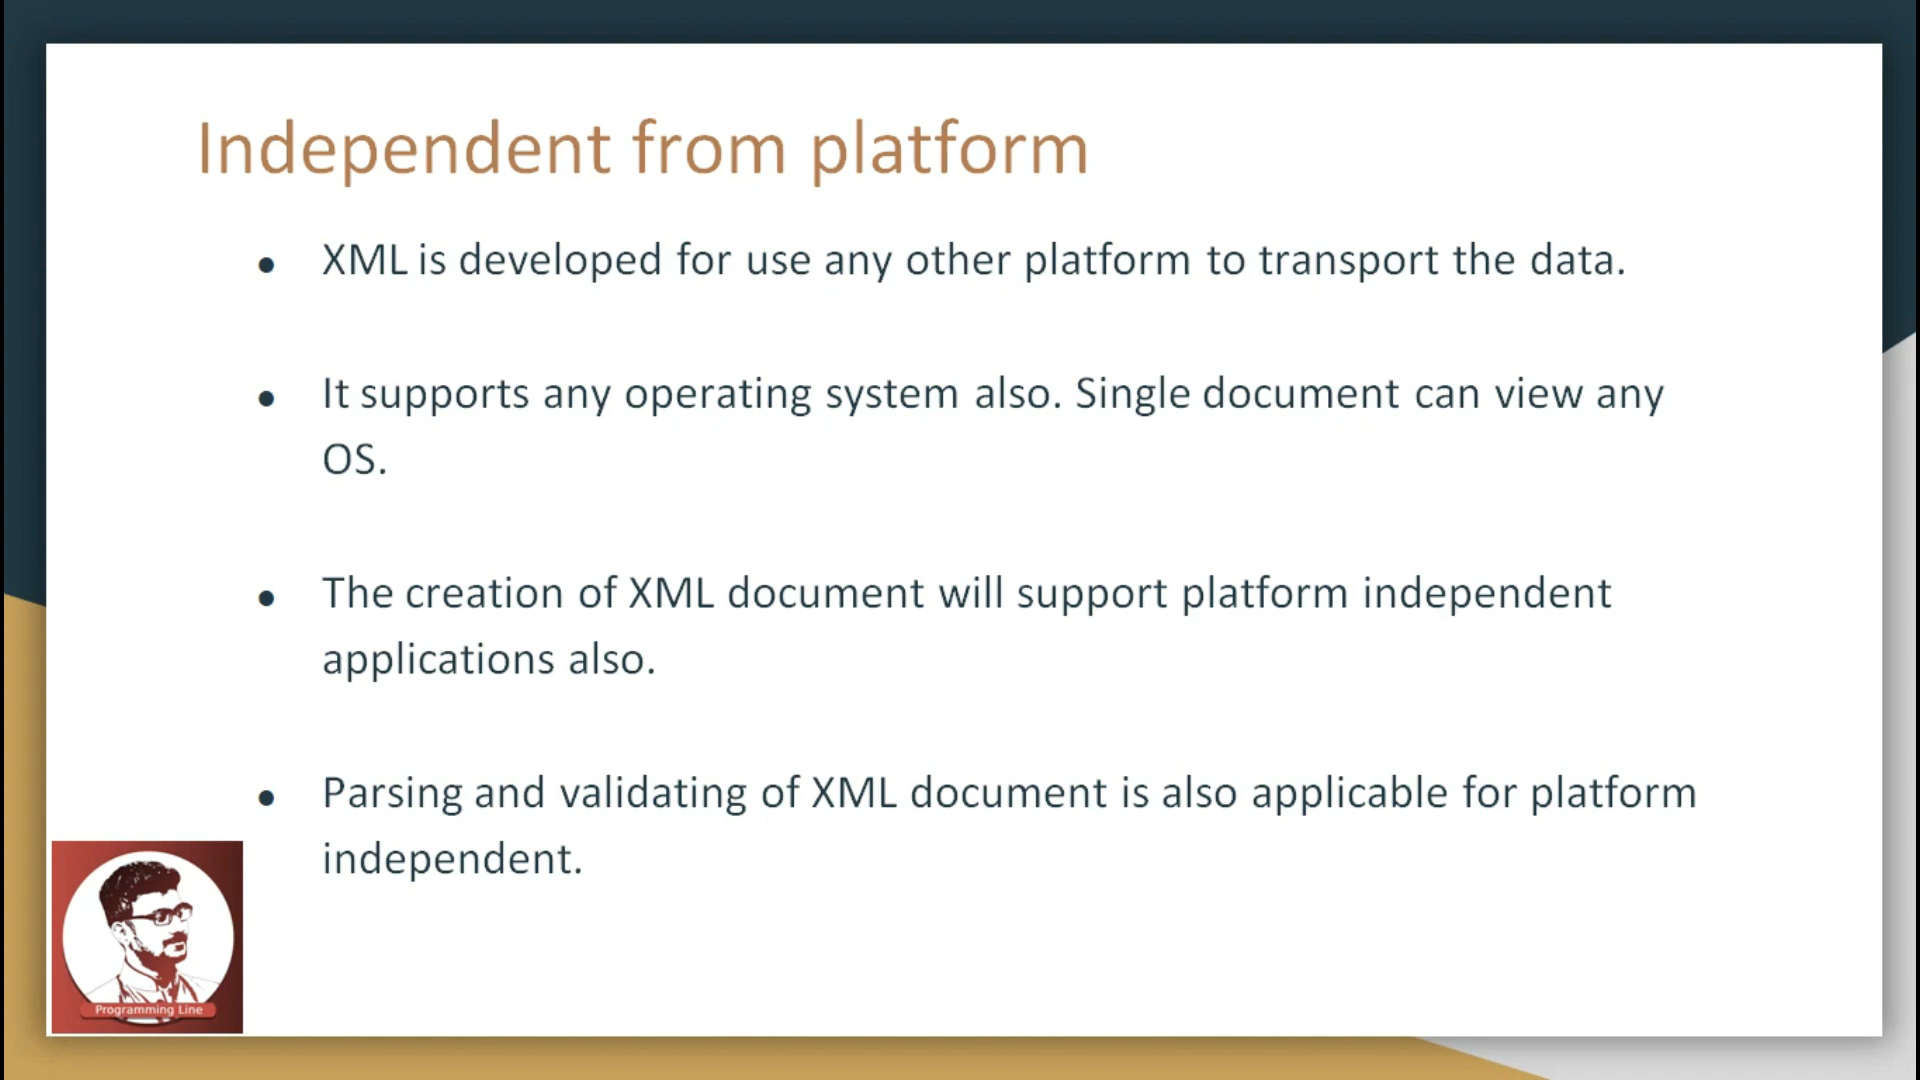 Independent from platform
● XML is developed for use any other platform to transport the data.
● It supports any operating system also. Single document can view any
OS.
● The creation of XML document will support platform independent
applications also.
● Parsing and validating of XML document is also applicable for platform
independent.
Programming Line